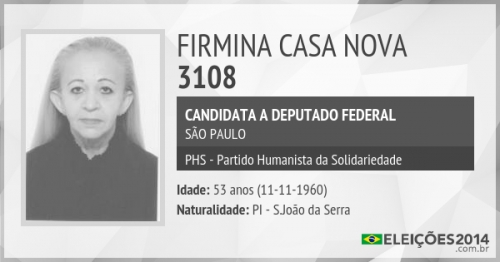 FIRMINA CASA NOVA
3108
CANDIDATA A DEPUTADO FEDERAL
SÃO PAULO
PHS - Partido Humanista da Solidariedade
Idade: 53 anos (11-11-1960)
Naturalidade: PI - S.João da Serra
ELEIÇÕES2014
.com.br